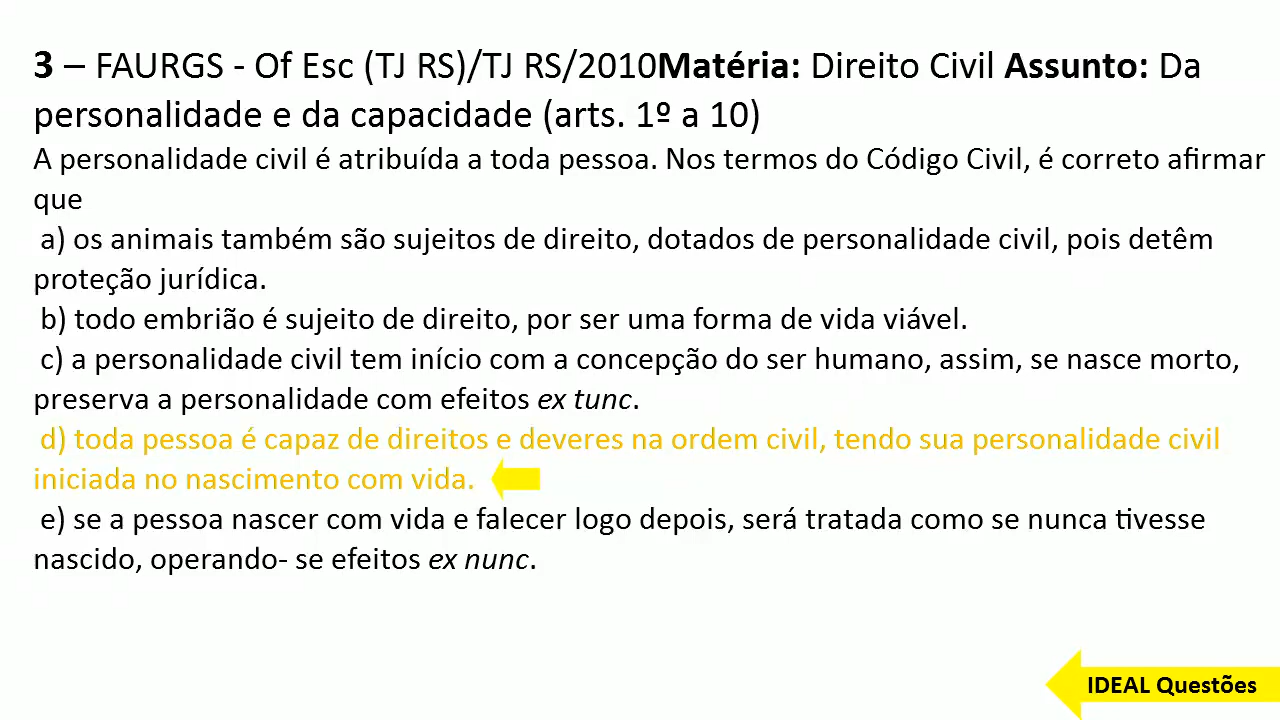 3 – FAURGS - Of Esc (TJ RS)/TJ RS/2010Matéria: Direito Civil Assunto: Da
personalidade e da capacidade (arts. 1º a 10)
A personalidade civil é atribuída a toda pessoa. Nos termos do Código Civil, é correto afirmar
que
a) os animais também são sujeitos de direito, dotados de personalidade civil, pois detêm
proteção jurídica.
b) todo embrião é sujeito de direito, por ser uma forma de vida viável.
c) a personalidade civil tem início com a concepção do ser humano, assim, se nasce morto,
preserva a personalidade com efeitos ex tunc.
d) toda pessoa é capaz de direitos e deveres na ordem civil, tendo sua personalidade civil
iniciada no nascimento com vida.
e) se a pessoa nascer com vida e falecer logo depois, será tratada como se nunca tivesse
nascido, operando- se efeitos ex nunc.
IDEAL Questões